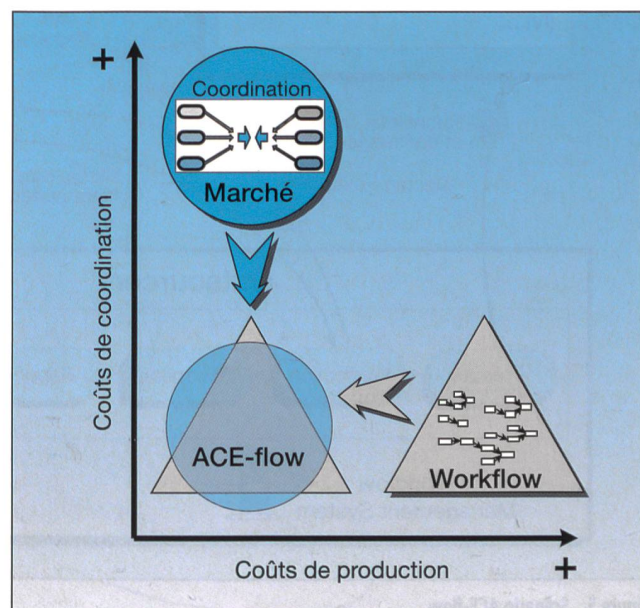 +
Coordination
Marché
Coûts de coordination
ACE-flow
Workflow
Coûts de production
+